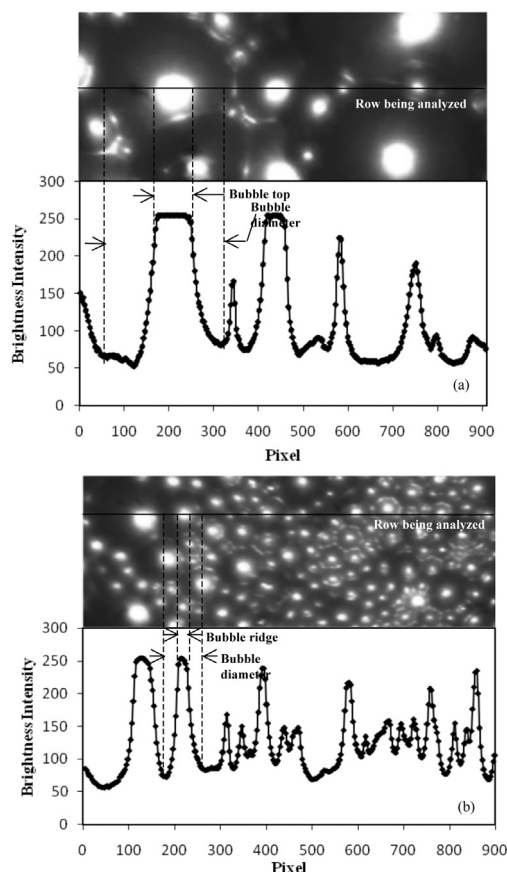 Row being analyzed
300
Bubble top
250
Bubble
diameter
200
150
100
50
0
Brightness Intensity
(a)
0 100 200 300 400 500 600 700 800 900
Pixel
Row being analyzed
300
Bubble ridge
250
Bubble
diameter
200
150
100
50
0
Brightness Intensity
(b)
0 100 200 300 400 500 600 700 800 900
Pixel